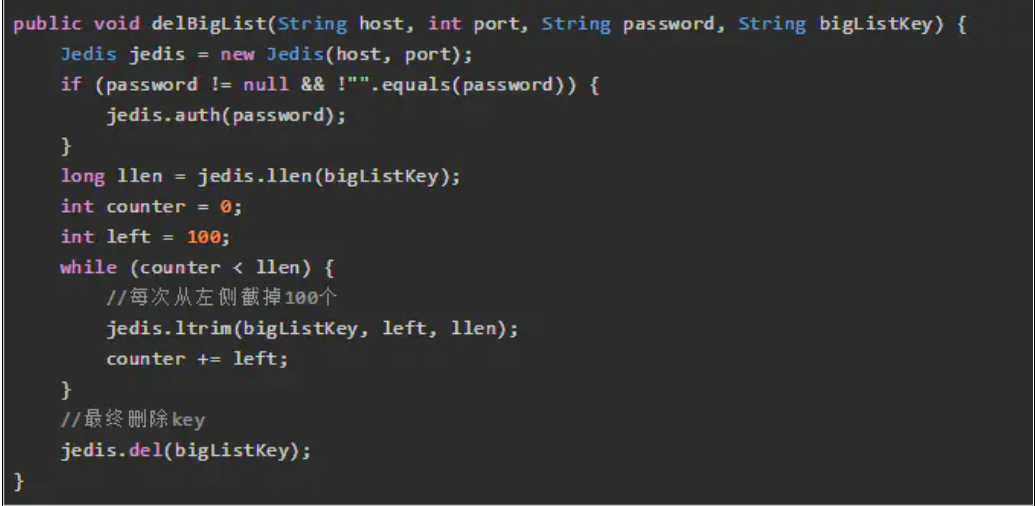 public void delBigList(String host, int port, String password, String bigListKey) {
    Jedis jedis = new Jedis(host, port);
    if (password != null && !"".equals(password)) {
        jedis.auth(password);
    }
    long llen = jedis.llen(bigListKey);
    int counter = 0;
    int left = 100;
    while (counter < llen) {
        //每次从左侧截掉100个
        jedis.ltrim(bigListKey, left, llen);
        counter += left;
    }
    //最终删除key
    jedis.del(bigListKey);
}